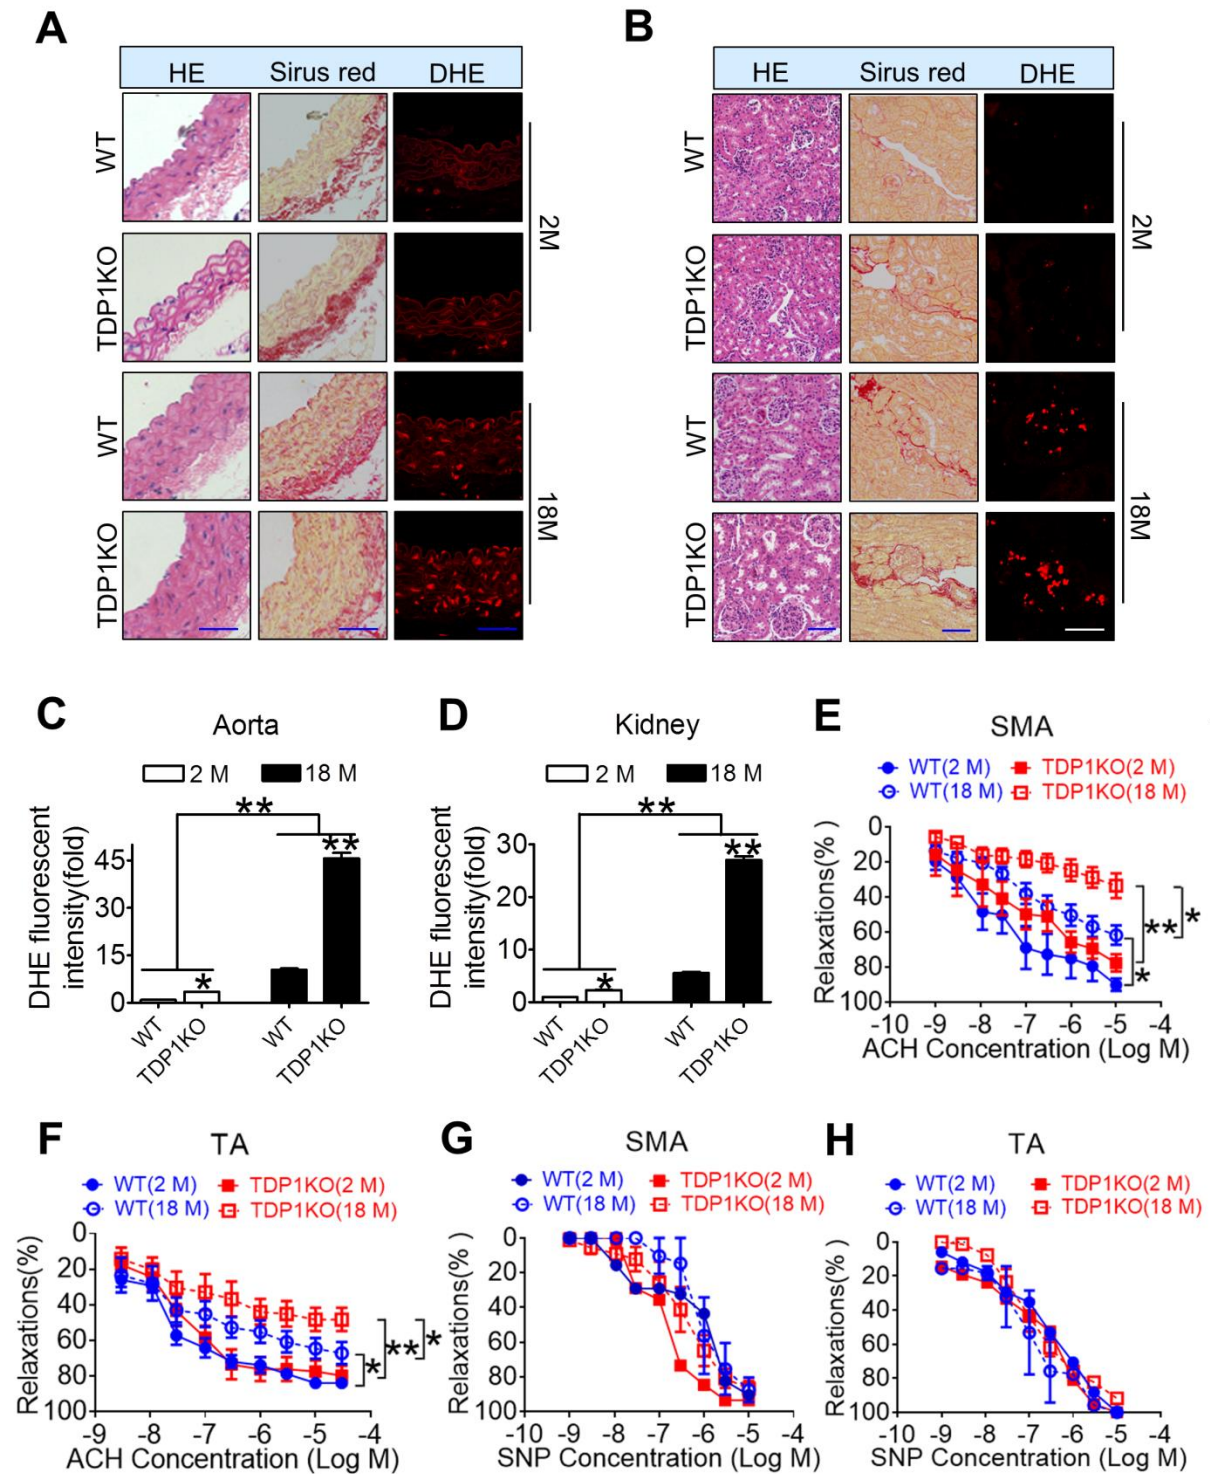 A
HE Sirus red DHE
WT
TDP1KO
WT
TDP1KO
2M
18M
B
HE Sirus red DHE
WT
TDP1KO
WT
TDP1KO
2M
18M
C
Aorta
2 M 18 M
DHE fluorescent
intensity(fold)
45
30
15
0
**
*
**
WT
TDP1KO
WT
TDP1KO
D
Kidney
2 M 18 M
DHE fluorescent
intensity(fold)
30
20
10
0
**
*
**
WT
TDP1KO
WT
TDP1KO
E
SMA
WT(2 M) TDP1KO(2 M)
WT(18 M) TDP1KO(18 M)
Relaxations(% )
0
20
40
60
80
100
** *
*
-10 -9 -8 -7 -6 -5 -4
ACH Concentration (Log M)
F
TA
WT(2 M) TDP1KO(2 M)
WT(18 M) TDP1KO(18 M)
Relaxations(%)
0
20
40
60
80
100
* ** *
-9 -8 -7 -6 -5 -4
ACH Concentration (Log M)
G
SMA
WT(2 M) TDP1KO(2 M)
WT(18 M) TDP1KO(18 M)
Relaxations(% )
0
20
40
60
80
100
-10 -9 -8 -7 -6 -5 -4
SNP Concentration (Log M)
H
TA
WT(2 M) TDP1KO(2 M)
WT(18 M) TDP1KO(18 M)
Relaxations(% )
0
20
40
60
80
100
-10 -9 -8 -7 -6 -5 -4
SNP Concentration (Log M)